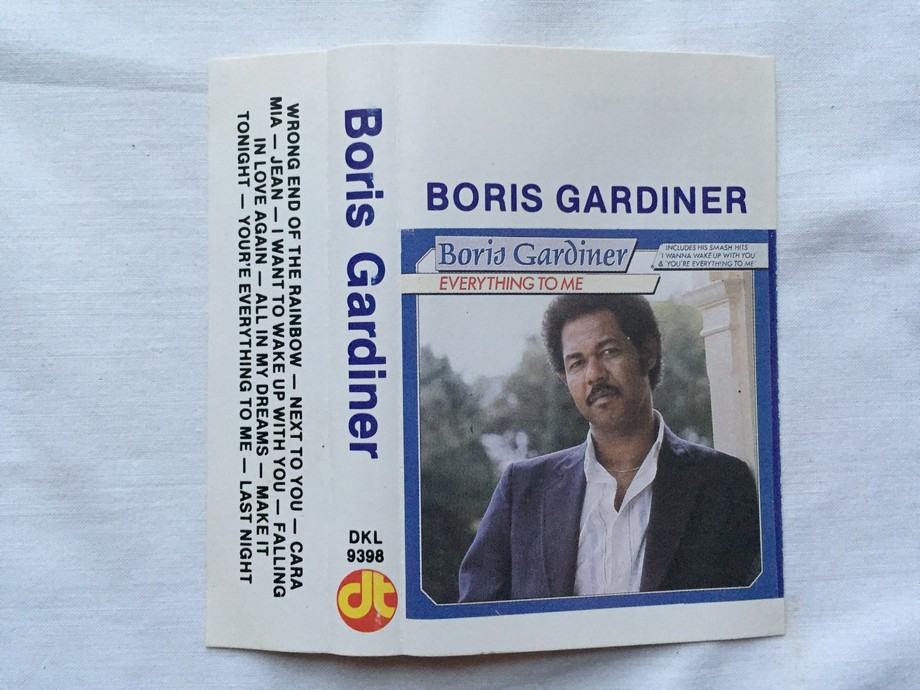 WRONG END OF THE RAINBOW — NEXT TO YOU — CARA
MIA — JEAN — I WANT TO WAKE UP WITH YOU — FALLING
IN LOVE AGAIN — ALL IN MY DREAMS — MAKE IT
TONIGHT — YOUR'E EVERYTHING TO ME — LAST NIGHT
Boris Gardiner
DKL
9398
dt
BORIS GARDINER
Boris Gardiner
EVERYTHING TO ME
INCLUDES HIS SMASH HITS
'I WANNA WAKE UP WITH YOU'
& 'YOU'RE EVERYTHING TO ME'